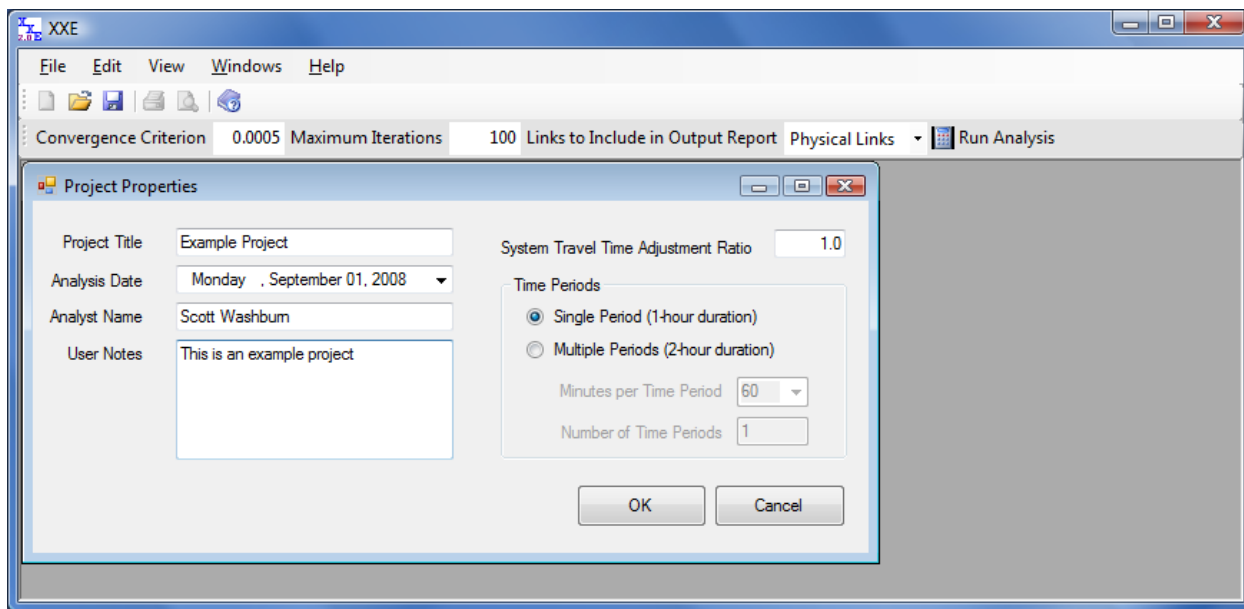 XXE
File Edit View Windows Help
Convergence Criterion 0.0005 Maximum Iterations 100 Links to Include in Output Report Physical Links Run Analysis
Project Properties
Project Title Example Project
System Travel Time Adjustment Ratio 1.0
Analysis Date Monday , September 01, 2008
Time Periods
Analyst Name Scott Washburn
Single Period (1-hour duration)
User Notes This is an example project
Multiple Periods (2-hour duration)
Minutes per Time Period 60
Number of Time Periods 1
OK Cancel